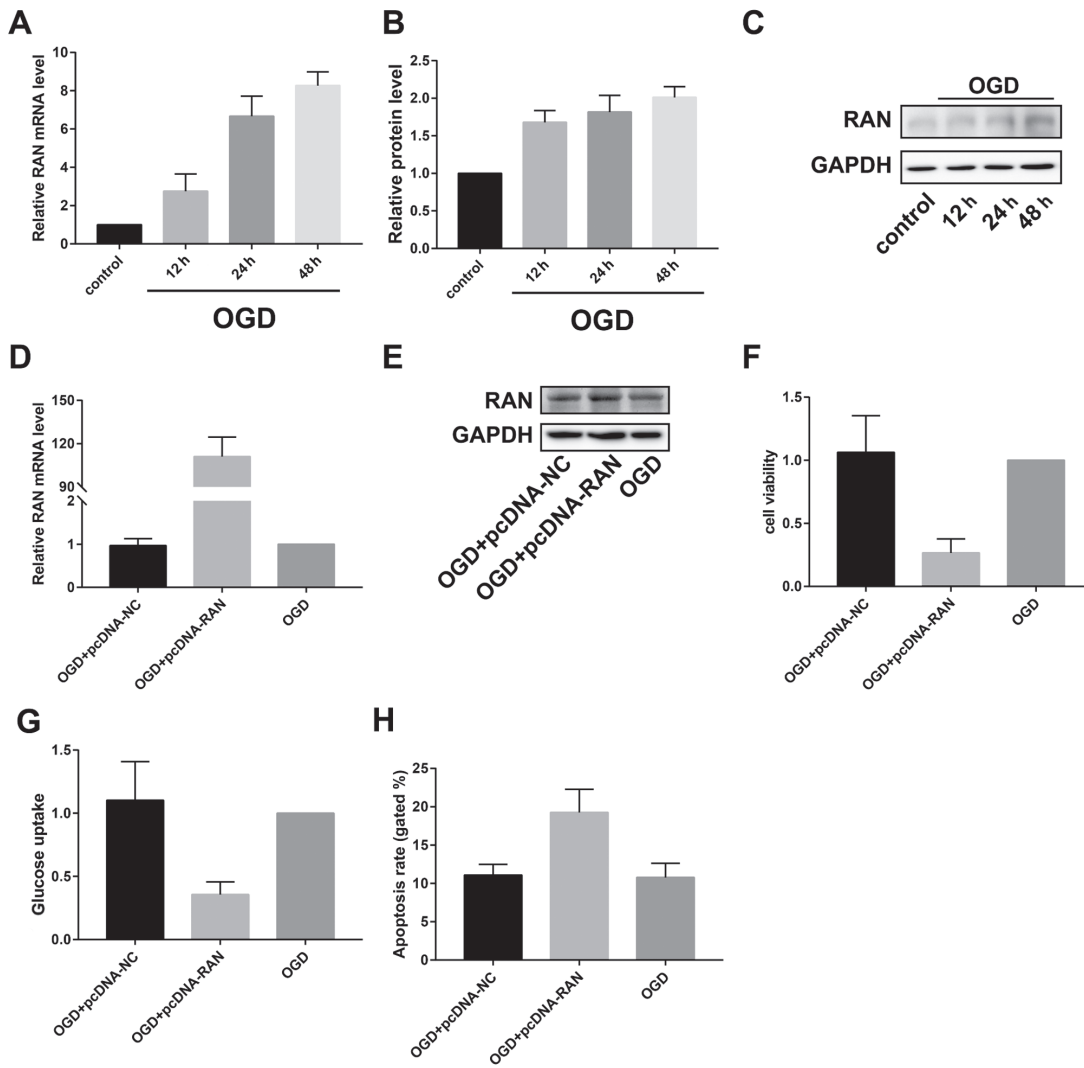 A
Relative RAN mRNA level
10
8
6
4
2
0
control
12 h
24 h
48 h
OGD
B
Relative protein level
2.5
2.0
1.5
1.0
0.5
0.0
control
12 h
24 h
48 h
OGD
C
OGD
RAN
GAPDH
control
12 h
24 h
48 h
D
Relative RAN mRNA level
150
120
90
2
1
0
OGD+pcDNA-NC
OGD+pcDNA-RAN
OGD
E
RAN
GAPDH
OGD+pcDNA-NC
OGD+pcDNA-RAN
OGD
F
cell viability
1.5
1.0
0.5
0.0
OGD+pcDNA-NC
OGD+pcDNA-RAN
OGD
G
Glucose uptake
1.5
1.0
0.5
0.0
OGD+pcDNA-NC
OGD+pcDNA-RAN
OGD
H
Apoptosis rate (gated %)
25
20
15
10
5
0
OGD+pcDNA-NC
OGD+pcDNA-RAN
OGD